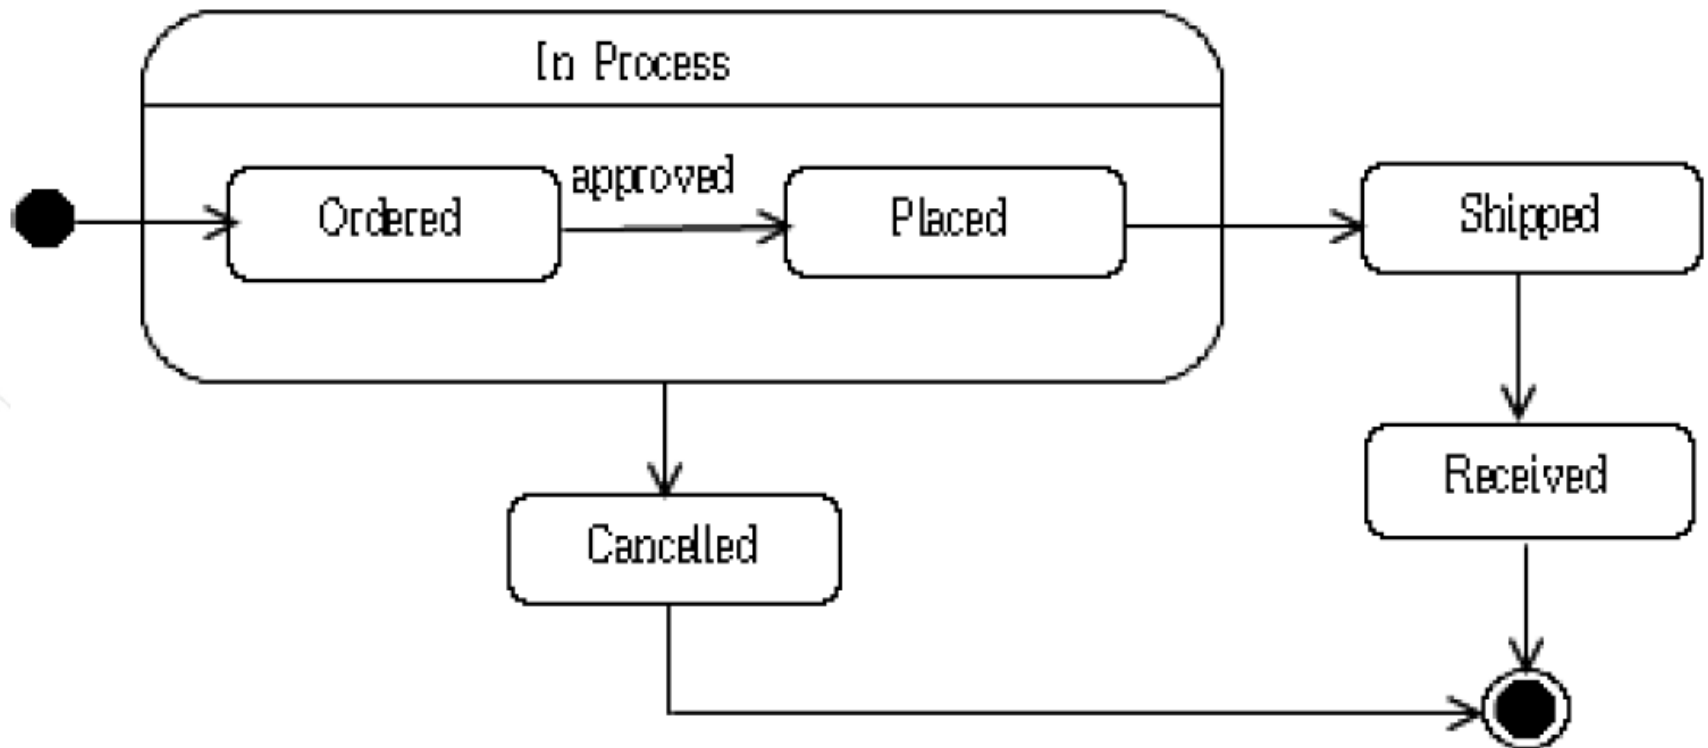 In Process
Ordered
approved
Placed
Shipped
Received
Cancelled